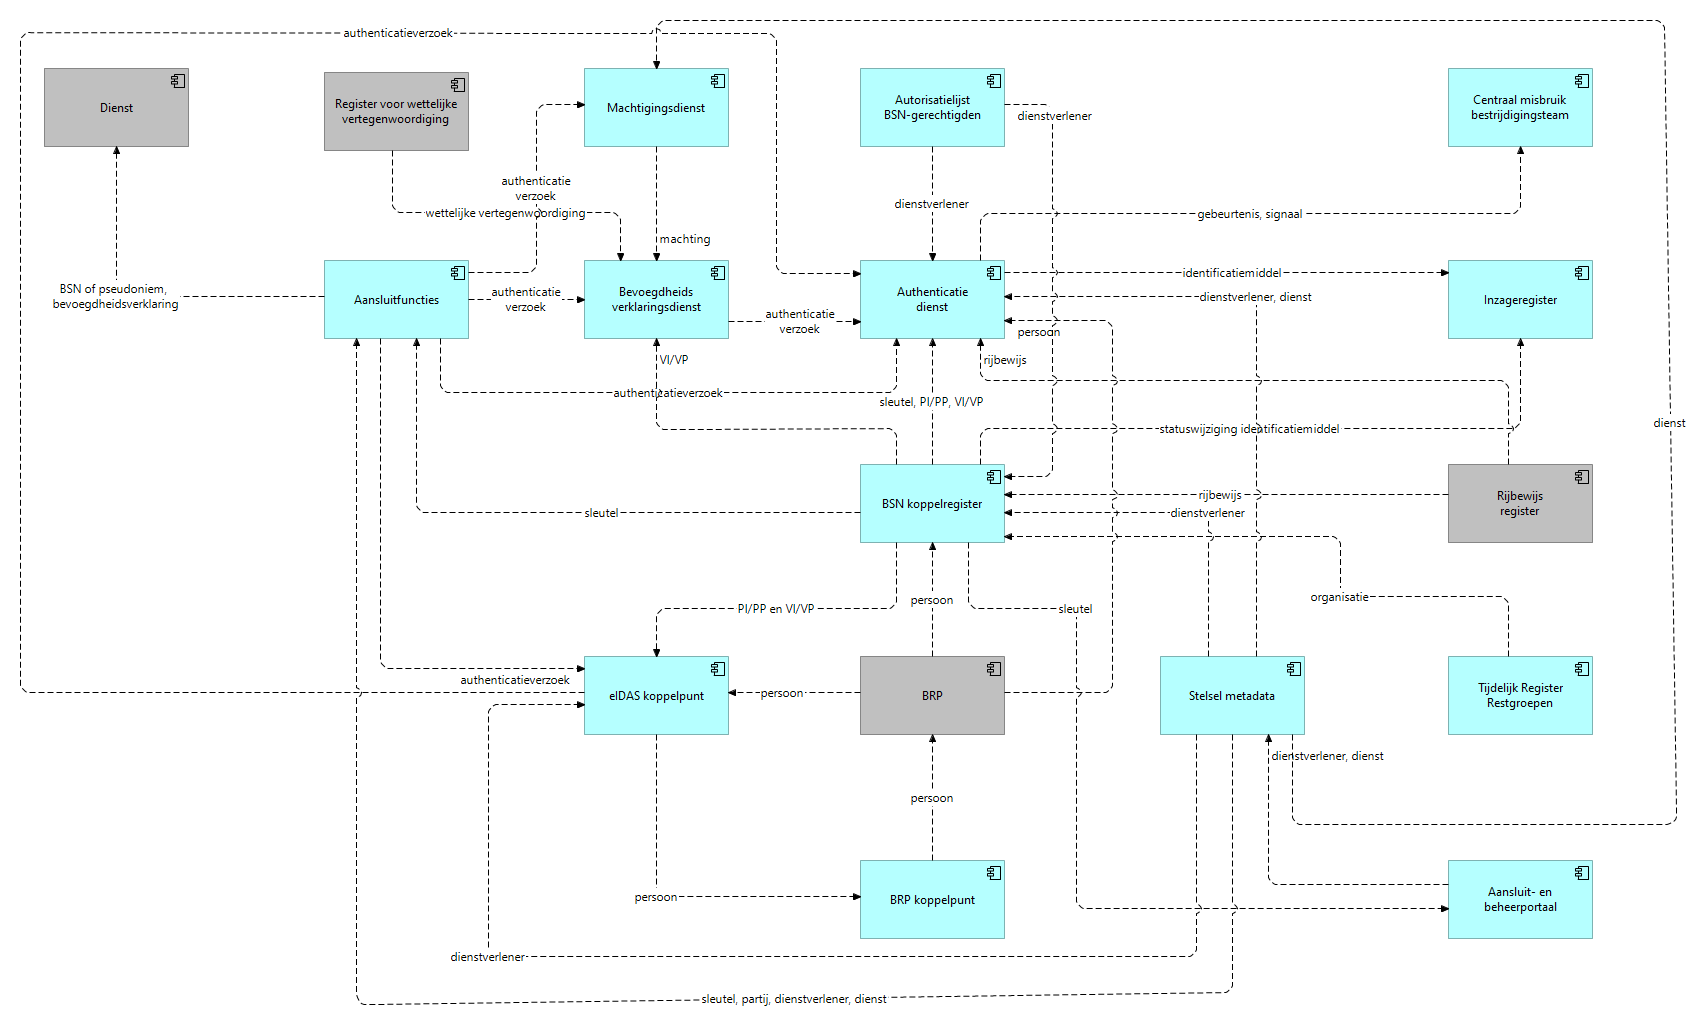 authenticatieverzoek
Dienst
Register voor wettelijke
vertegenwoordiging
Machtigingsdienst
Autorisatielijst
BSN-gerechtigden
dienstverlener
Centraal misbruik
bestrijdigingsteam
authenticatie
verzoek
wettelijke vertegenwoordiging
dienstverlener
gebeurtenis, signaal
machting
BSN of pseudoniem,
bevoegdheidsverklaring
Aansluitfuncties
authenticatie
verzoek
Bevoegdheids
verklaringsdienst
authenticatie
verzoek
Authenticatie
dienst
identificatiemiddel
dienstverlener, dienst
Inzageregister
persoon
VI/VP
rijbewijs
authenticatieverzoek
sleutel, PI/PP, VI/VP
statuswijziging identificatiemiddel
dienst
sleutel
BSN koppelregister
rijbewijs
dienstverlener
Rijbewijs
register
PI/PP en VI/VP
persoon
sleutel
organisatie
authenticatieverzoek
eIDAS koppelpunt
persoon
BRP
Stelsel metadata
Tijdelijk Register
Restgroepen
dienstverlener, dienst
persoon
persoon
BRP koppelpunt
Aansluit- en
beheerportaal
dienstverlener
sleutel, partij, dienstverlener, dienst